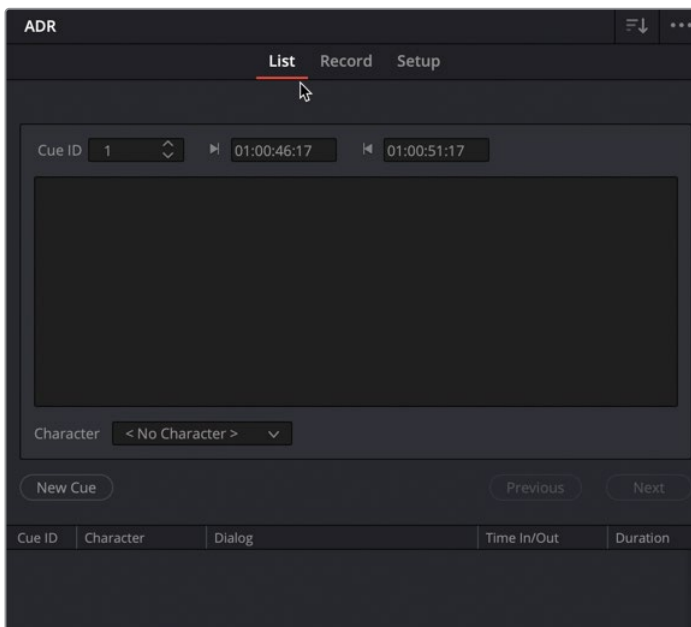 ADR
List Record Setup
Cue ID 1 01:00:46:17 01:00:51:17
Character < No Character >
New Cue Previous Next
Cue ID Character Dialog Time In/Out Duration